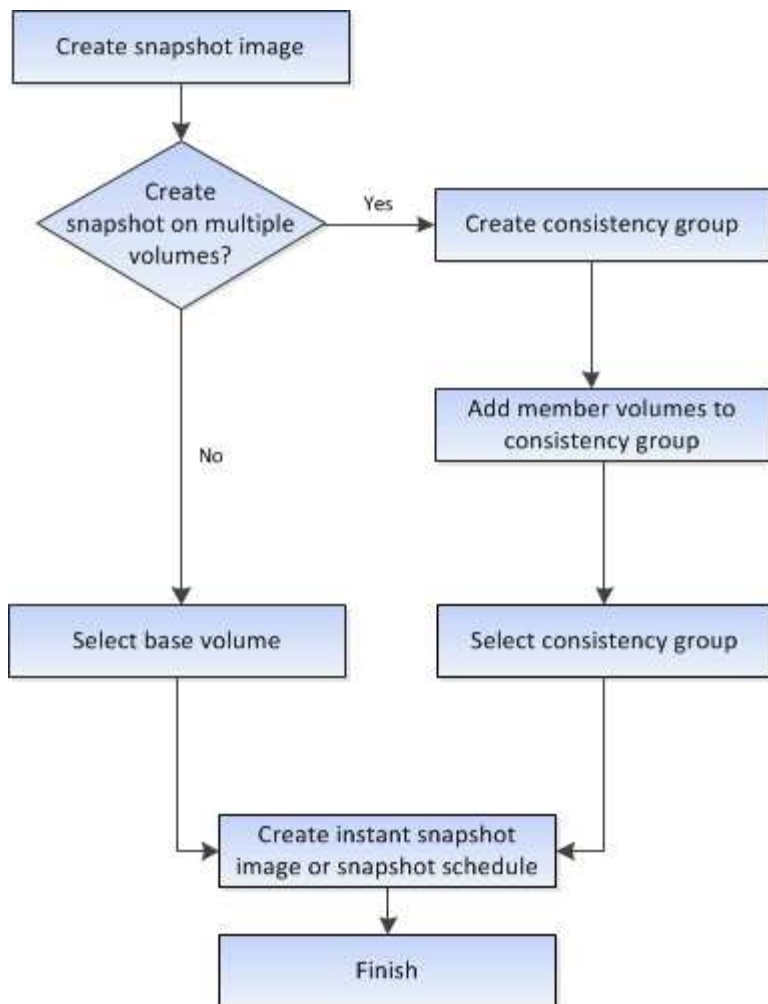 Create snapshot image
Create
snapshot on multiple
volumes?
Yes
Create consistency group
Add member volumes to
consistency group
No
Select base volume
Select consistency group
Create instant snapshot
image or snapshot schedule
Finish